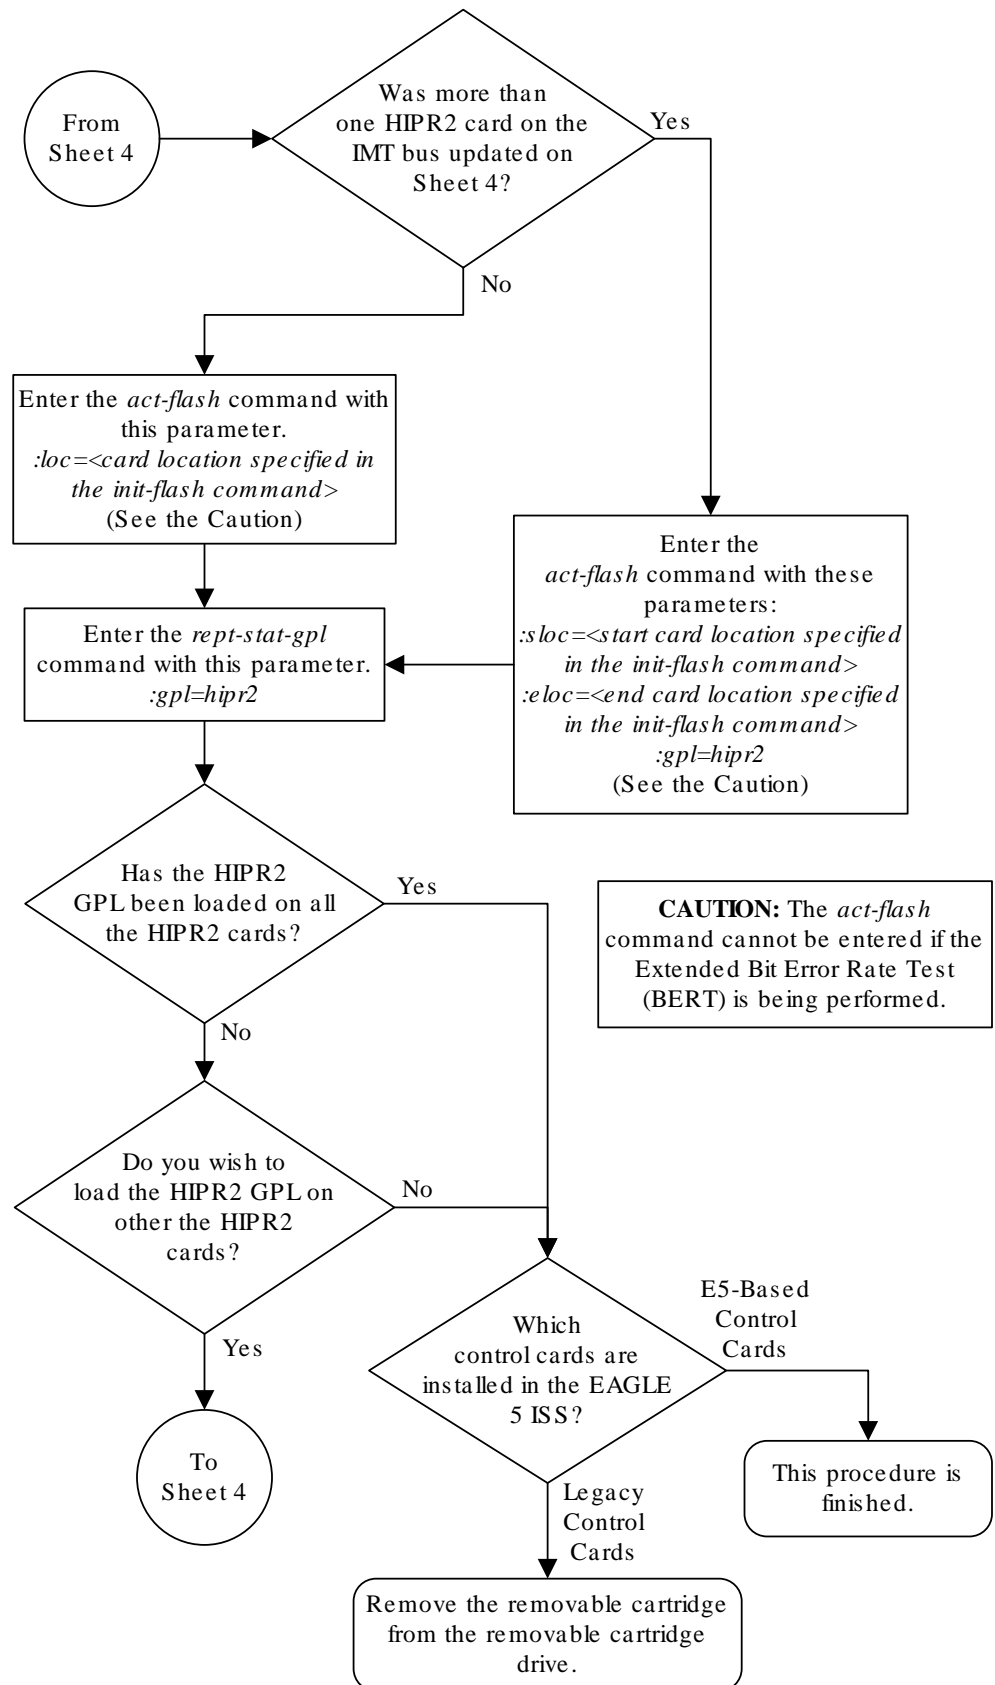 From
Sheet 4
Was more than
one HIPR2 card on the
IMT bus updated on
Sheet 4?
Yes
No
Enter the act-flash command with
this parameter.
:loc=<card location specified in
the init-flash command>
(See the Caution)
Enter the
act-flash command with these
parameters:
:sloc=<start card location specified
in the init-flash command>
:eloc=<end card location specified
in the init-flash command>
:gpl=hipr2
(See the Caution)
Enter the rept-stat-gpl
command with this parameter.
:gpl=hipr2
Has the HIPR2
GPL been loaded on all
the HIPR2 cards?
Yes
No
CAUTION: The act-flash
command cannot be entered if the
Extended Bit Error Rate Test
(BERT) is being performed.
Do you wish to
load the HIPR2 GPL on
other the HIPR2
cards?
No
Yes
To
Sheet 4
Which
control cards are
installed in the EAGLE
5 ISS?
E5-Based
Control
Cards
This procedure is
finished.
Legacy
Control
Cards
Remove the removable cartridge
from the removable cartridge
drive.